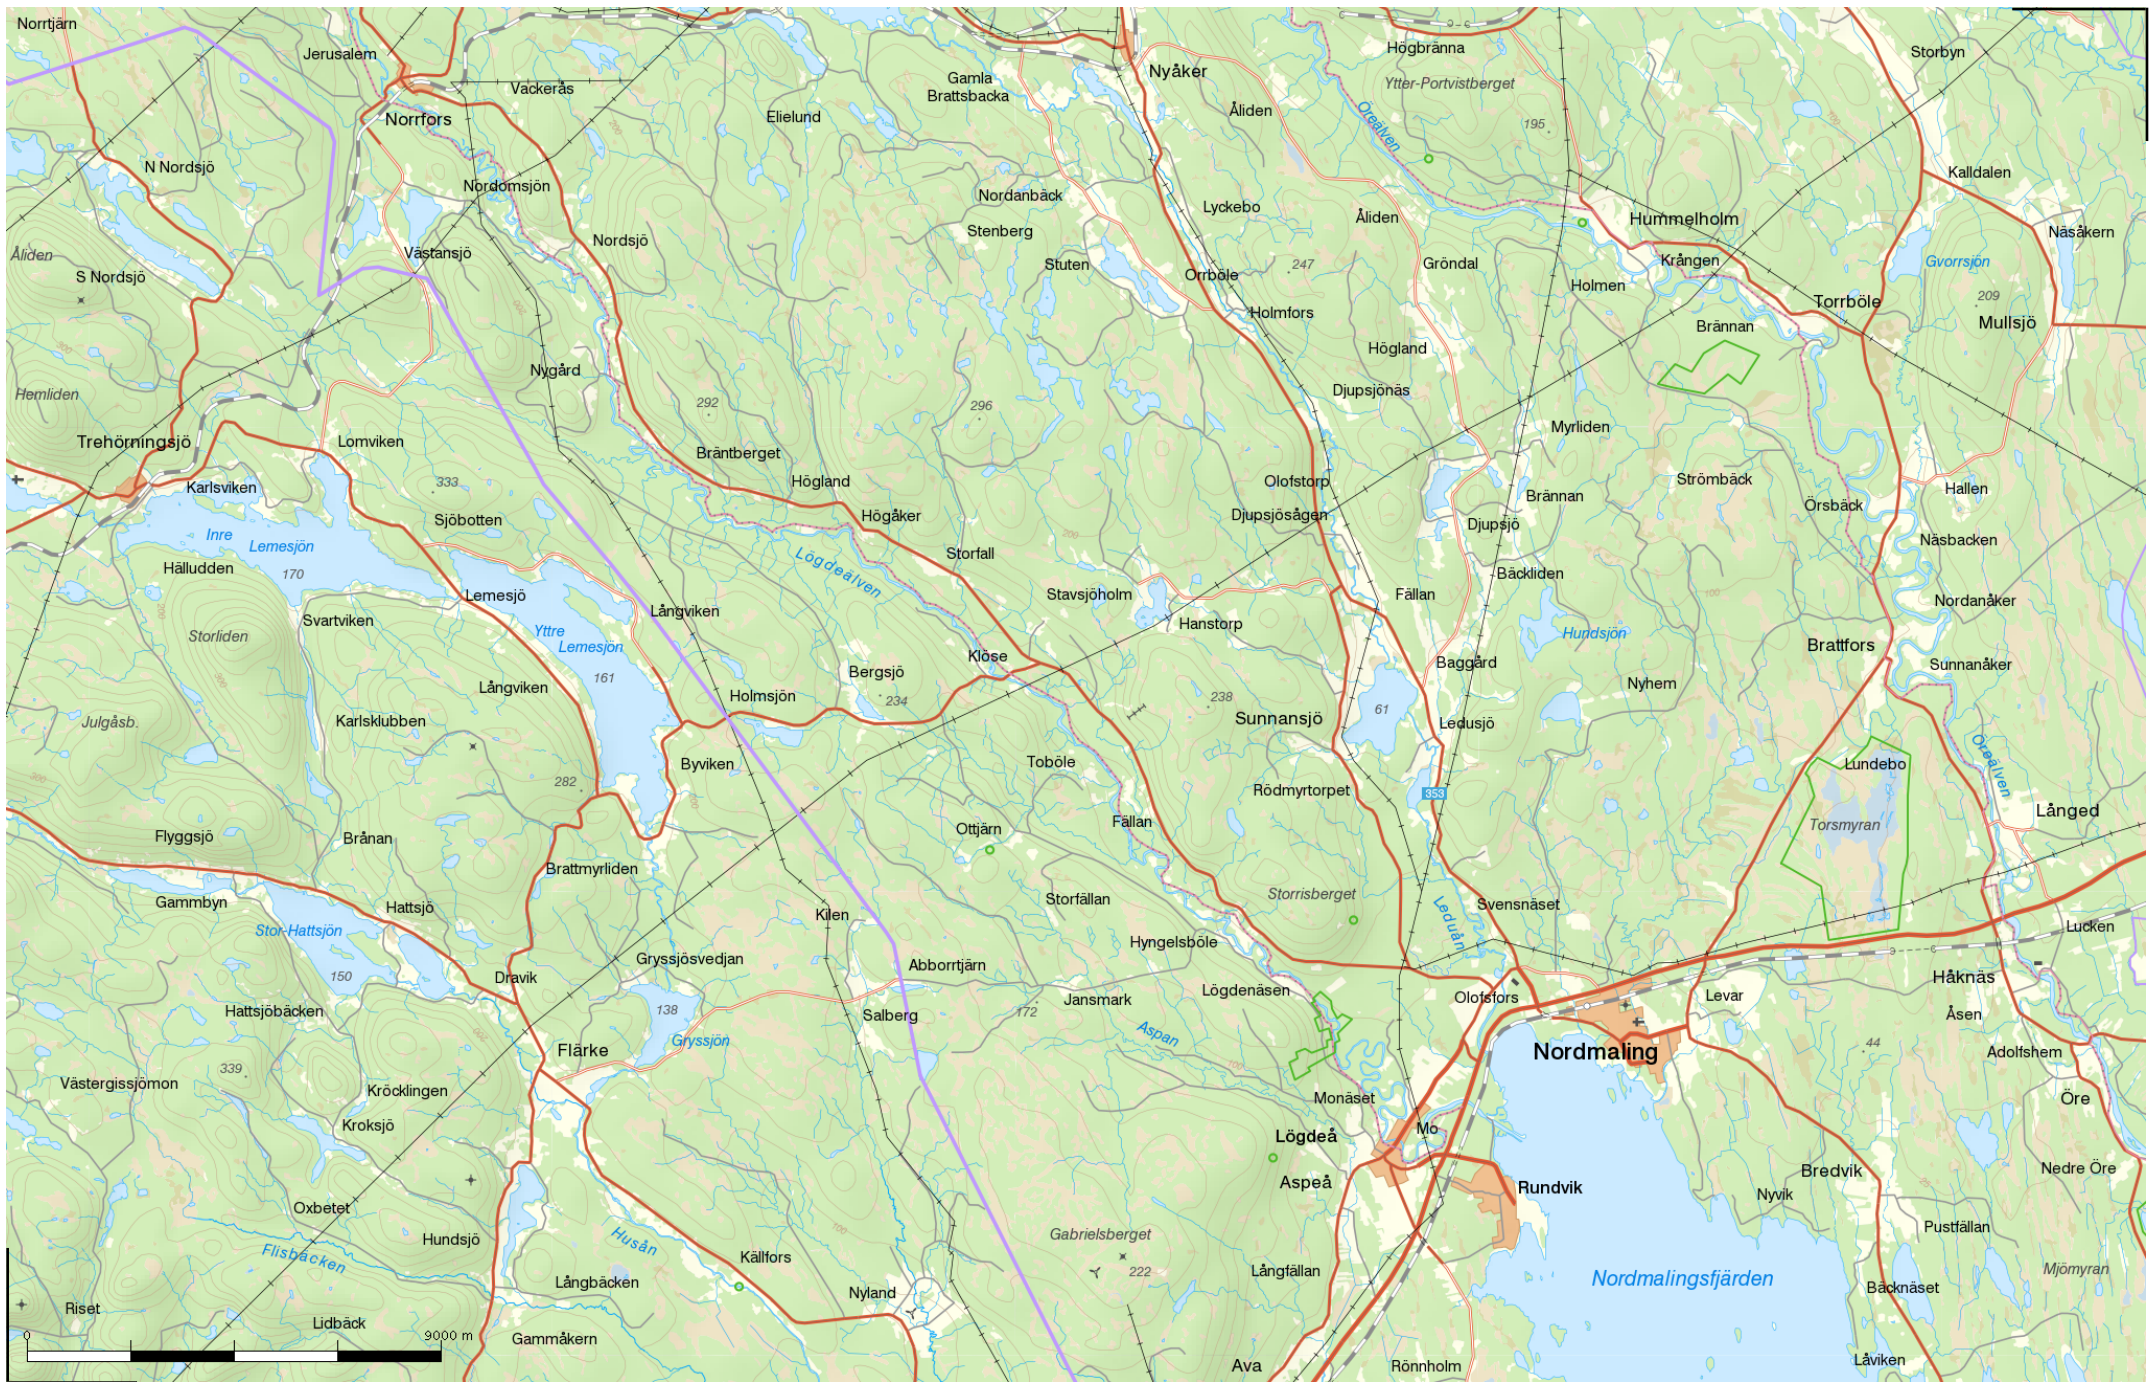 Norrtjärn
Jerusalem
Vackerås
Norrfors
Elielund
Gamla
Brattsbacka
Nyåker
Åliden
Högbränna
Ytter-Portvistberget
Öreälven
195
Storbyn
Kalldalen
N Nordsjö
Nordomsjön
Nordanbäck
Stenberg
Stuten
Lyckebo
Åliden
Hummelholm
Näsåkern
Åliden
Västansjö
Nordsjö
S Nordsjö
Orrböle
247
Gröndal
Krången
Holmen
Gvorrsjön
Torrböle
209
Mullsjö
Holmfors
Brännan
Högland
Nygård
Djupsjönäs
Hemliden
292
296
Trehörningsjö
Lomviken
Bräntberget
Myrliden
Karlsviken
333
Högland
Olofstorp
Strömbäck
Hallen
Brännan
Örsbäck
Sjöbotten
Högåker
Djupsjösågen
Djupsjö
Inre
Lemesjön
Näsbacken
Hälludden
170
Lögdeälven
Storfall
Bäckliden
Lemesjö
Långviken
Stavsjöholm
Fällan
Nordanåker
Svartviken
Hanstorp
Storliden
Yttre
Lemesjön
Hundsjön
Brattfors
Klöse
Bergsjö
Baggård
Sunnanåker
161
Långviken
Holmsjön
234
238
Nyhem
Julgåsb.
Karlsklubben
Sunnansjö
61
Ledusjö
Öreälven
Byviken
Toböle
Lundebo
282
Rödmyrtorpet
353
Långed
Flyggsjö
Brånan
Ottjärn
Fällan
Torsmyran
Brattmyrliden
Gammbyn
Hattsjö
Storfällan
Storrisberget
Svensnäset
Stor-Hattsjön
Kilen
Leduån
Lucken
Hyngelsböle
Gryssjösvedjan
Abborrtjärn
150
Dravik
Håknäs
Lögdenäsen
Olofsfors
Levar
Hattsjöbäcken
138
Salberg
172
Jansmark
Åsen
Aspan
Gryssjön
Flärke
Nordmaling
44
Adolfshem
339
Västergissjömon
Kröcklingen
Monäset
Öre
Kroksjö
Lögdeå
Mo
Bredvik
Nedre Öre
Aspeå
Rundvik
Nyvik
Oxbetet
Hundsjö
Husån
Gabrielsberget
Pustfällan
Flisbäcken
Källfors
222
Långfällan
Nordmalingsfjärden
Mjömyran
Långbäcken
Nyland
Bäcknäset
Riset
Lidbäck
Gammåkern
0
9000 m
Ava
Rönnholm
Låviken